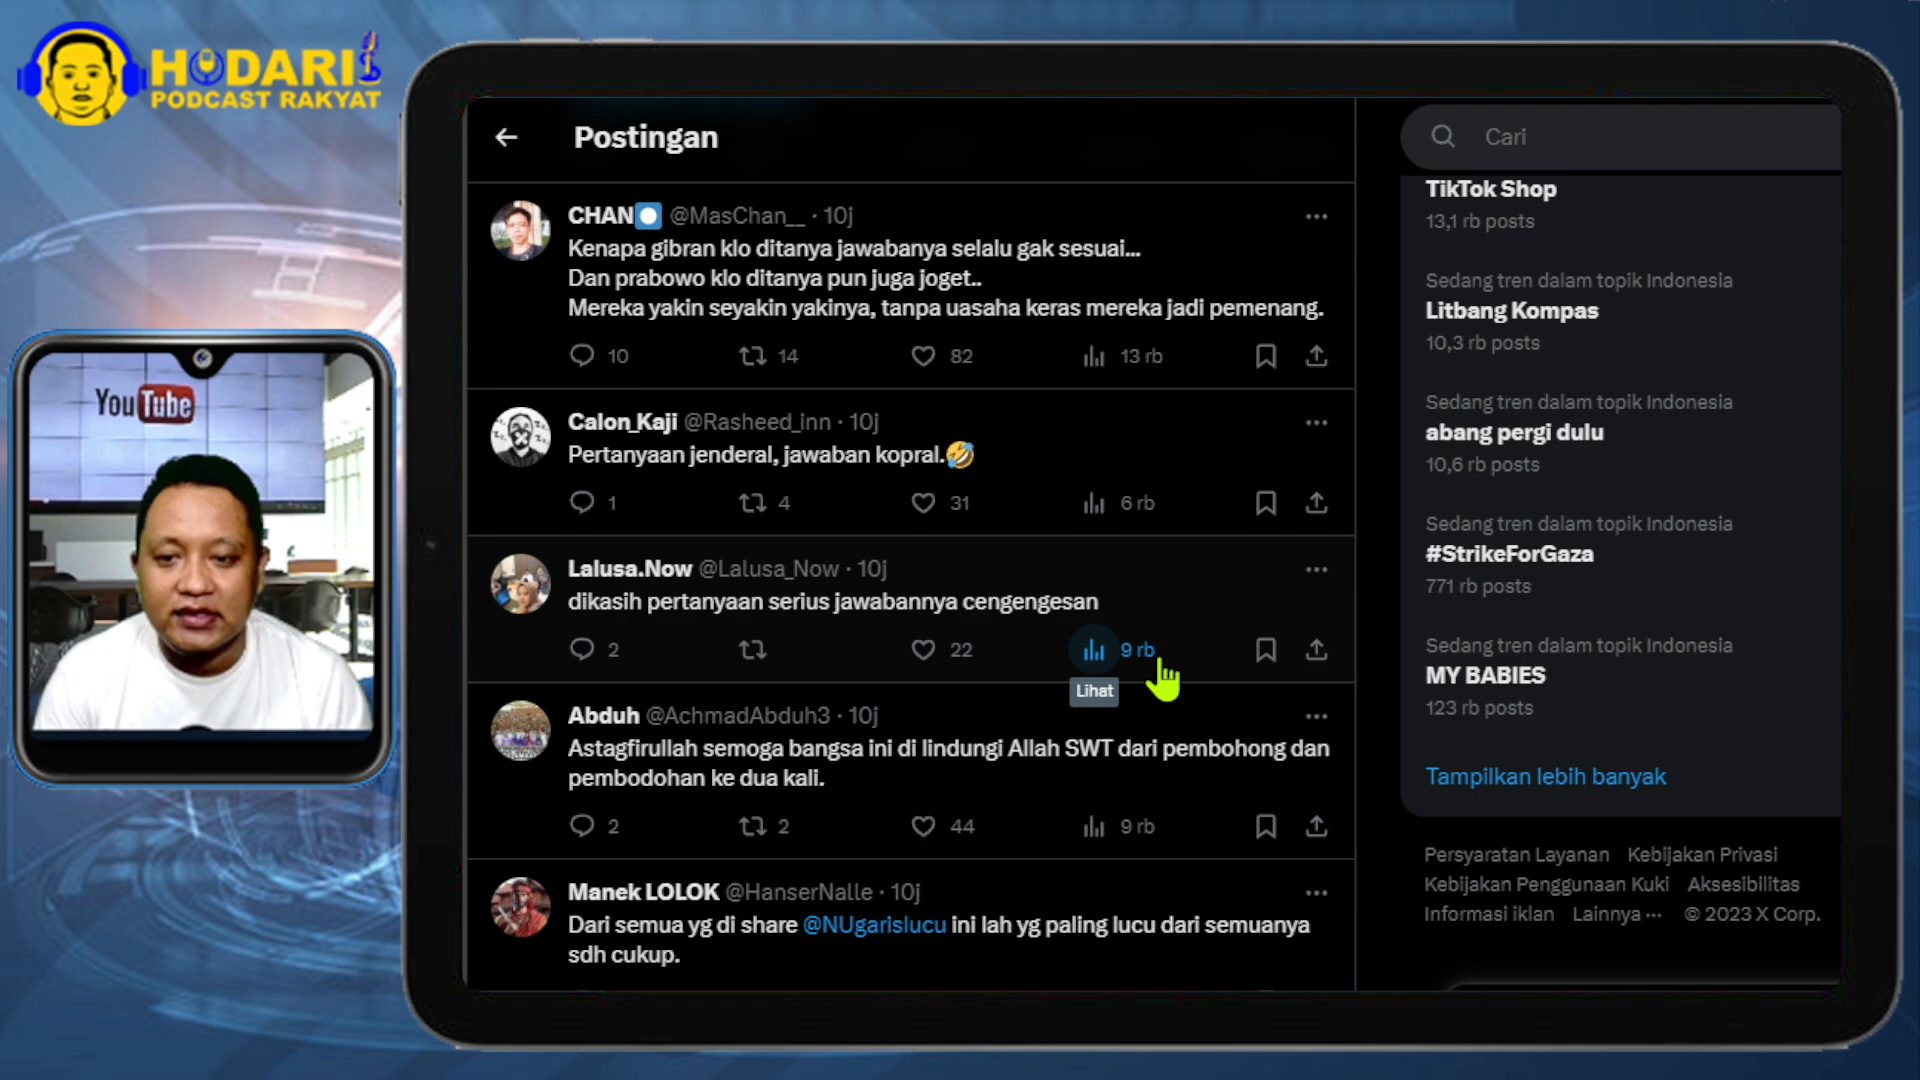 HODARI
PODCAST RAKYAT
YouTube
Postingan
CHAN @MasChan__ · 10j
Kenapa gibran klo ditanya jawabanya selalu gak sesuai...
Dan prabowo klo ditanya pun juga joget..
Mereka yakin seyakin yakinya, tanpa uasaha keras mereka jadi pemenang.
10 14 82 13 rb
Calon_Kaji @Rasheed_inn · 10j
Pertanyaan jenderal, jawaban kopral.🤣
1 4 31 6 rb
Lalusa.Now @Lalusa_Now · 10j
dikasih pertanyaan serius jawabannya cengengesan
2 22 9 rb
Lihat
Abduh @AchmadAbduh3 · 10j
Astagfirullah semoga bangsa ini di lindungi Allah SWT dari pembohong dan
pembodohan ke dua kali.
2 2 44 9 rb
Manek LOLOK @HanserNalle · 10j
Dari semua yg di share @NUgarislucu ini lah yg paling lucu dari semuanya
sdh cukup.
Cari
TikTok Shop
13,1 rb posts
Sedang tren dalam topik Indonesia
Litbang Kompas
10,3 rb posts
Sedang tren dalam topik Indonesia
abang pergi dulu
10,6 rb posts
Sedang tren dalam topik Indonesia
#StrikeForGaza
771 rb posts
Sedang tren dalam topik Indonesia
MY BABIES
123 rb posts
Tampilkan lebih banyak
Persyaratan Layanan Kebijakan Privasi
Kebijakan Penggunaan Kuki Aksesibilitas
Informasi iklan Lainnya ··· © 2023 X Corp.